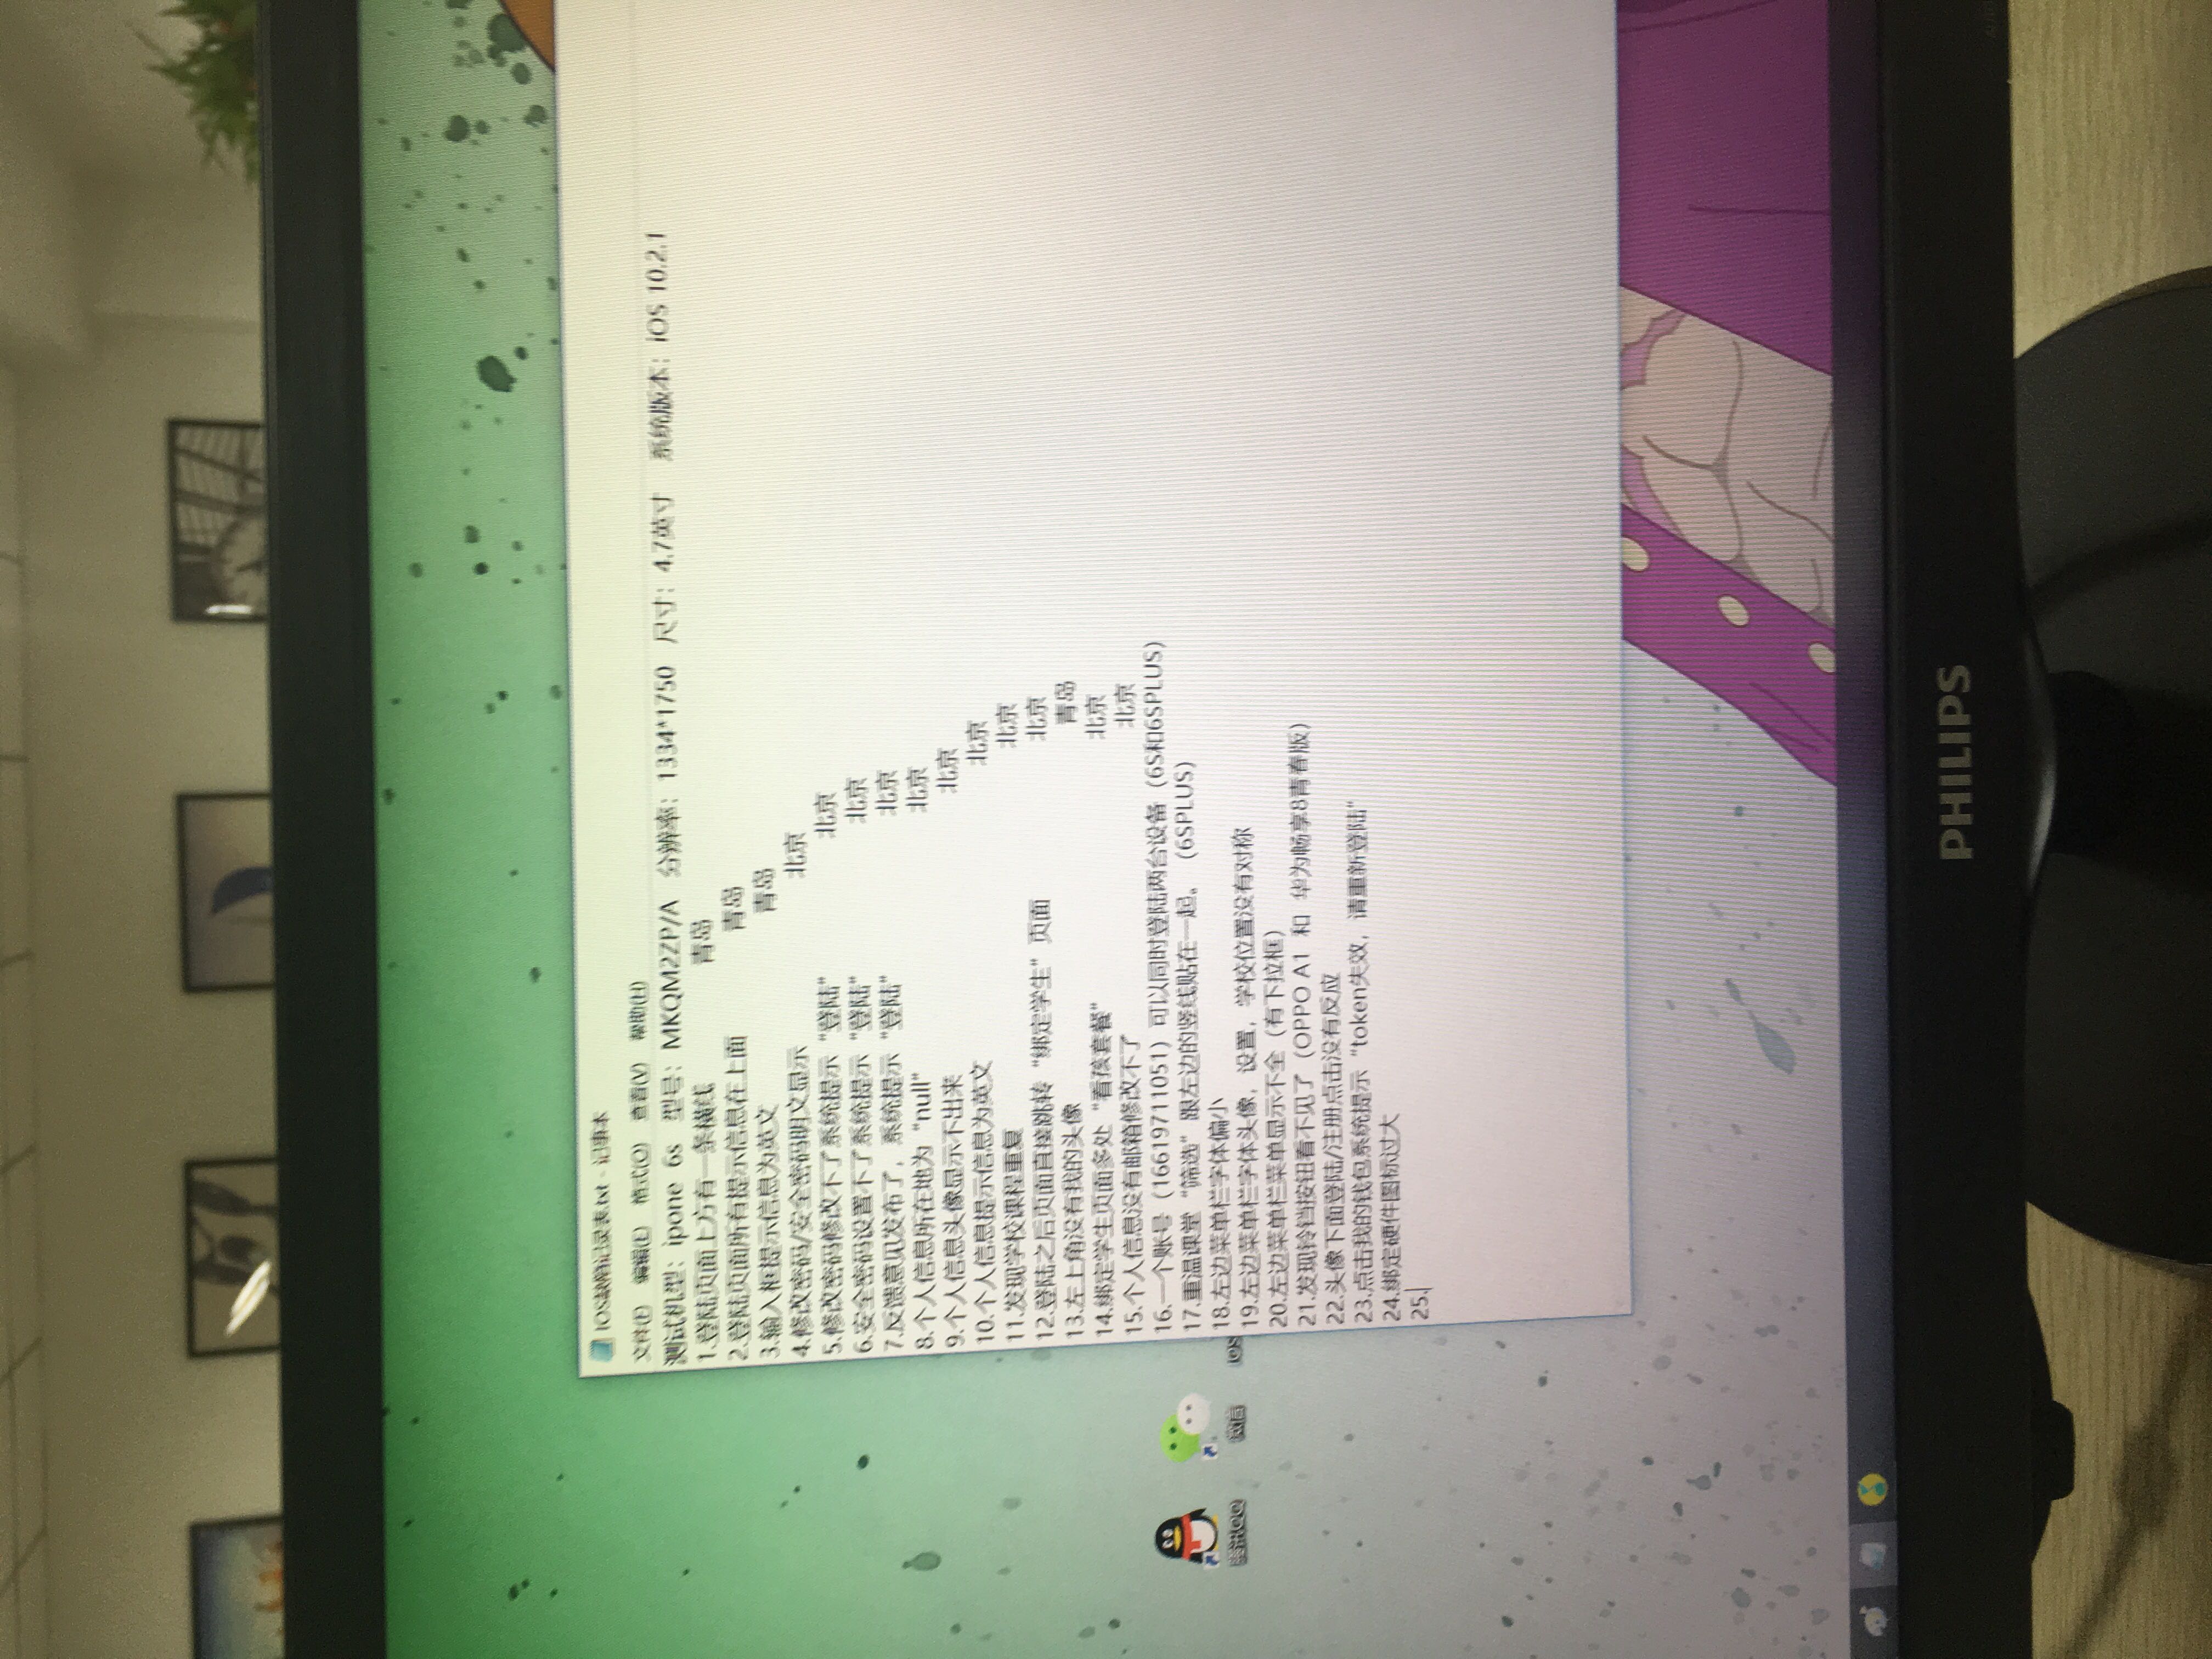 IOS缺陷记录表.txt - 记事本
文件(F) 编辑(E) 格式(O) 查看(V) 帮助(H)
测试机型：ipone 6s 型号：MKQM2ZP/A 分辨率：1334*1750 尺寸：4.7英寸 系统版本：iOS 10.2.1
1.登陆页面上方有一条横线 青岛
2.登陆页面所有提示信息在上面 青岛
3.输入框提示信息为英文 青岛
4.修改密码/安全密码明文显示 北京
5.修改密码修改不了系统提示“登陆” 北京
6.安全密码设置不了系统提示“登陆” 北京
7.反馈意见发布了，系统提示“登陆” 北京
8.个人信息所在地为“null” 北京
9.个人信息头像显示不出来 北京
10.个人信息提示信息为英文 北京
11.发现学校课程重复 北京
12.登陆之后页面直接跳转“绑定学生”页面 北京
13.左上角没有我的头像 青岛
14.绑定学生页面多处“看孩套餐” 北京
15.个人信息没有邮箱修改不了 北京
16.一个账号（16619711051）可以同时登陆两台设备（6S和6SPLUS）
17.重温课堂“筛选”跟左边的竖线贴在一起。（6SPLUS）
18.左边菜单栏字体偏小
19.左边菜单栏字体头像，设置，学校位置没有对称
20.左边菜单栏菜单显示不全（有下拉框）
21.发现铃铛按钮看不见了（OPPO A1 和 华为畅享8青春版）
22.头像下面登陆/注册点击没有反应
23.点击我的钱包系统提示“token失效，请重新登陆”
24.绑定硬件图标过大
25.
腾讯QQ 微信 IOS
PHILIPS